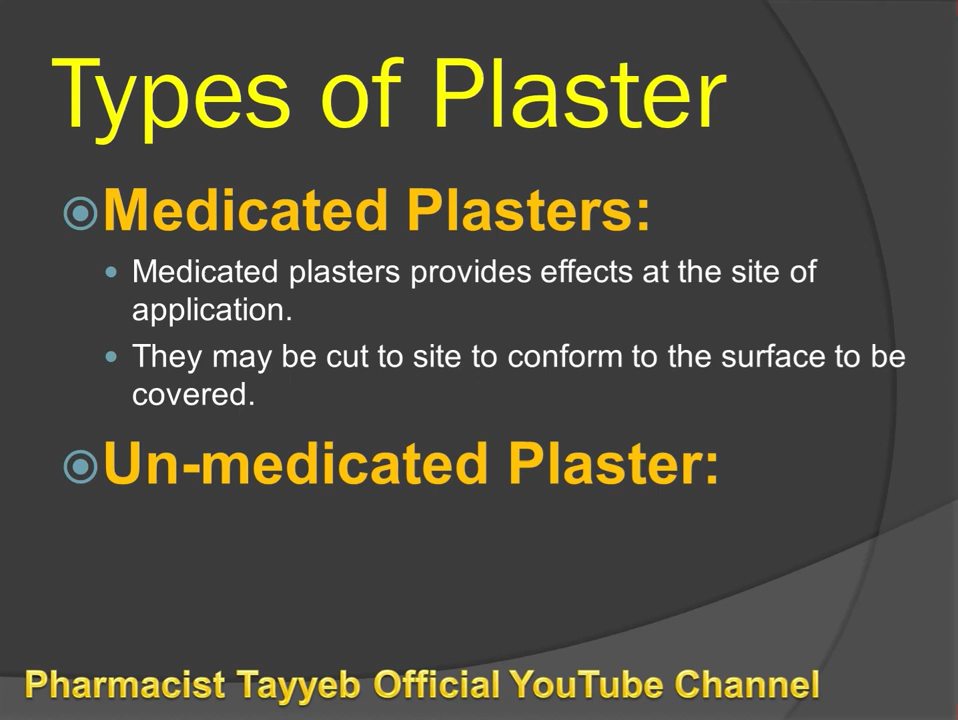 Types of Plaster
Medicated Plasters:
Medicated plasters provides effects at the site of
application.
They may be cut to site to conform to the surface to be
covered.
Un-medicated Plaster:
Pharmacist Tayyeb Official YouTube Channel